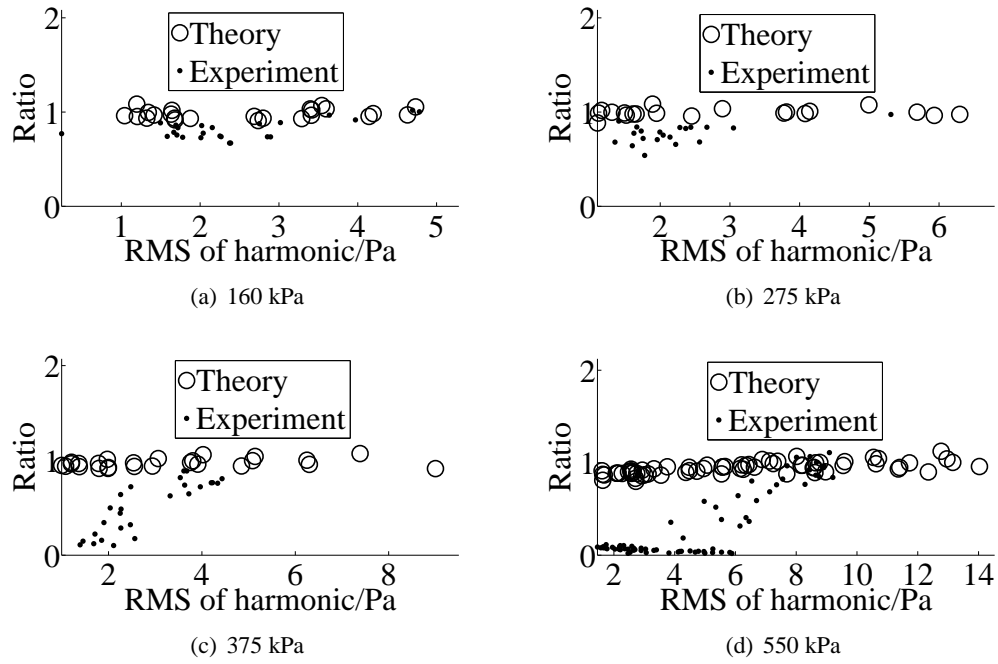 2
Theory
Experiment
1
Ratio
0
1 2 3 4 5
RMS of harmonic/Pa
(a) 160 kPa
2
Theory
Experiment
1
Ratio
0
2 3 4 5 6
RMS of harmonic/Pa
(b) 275 kPa
2
Theory
Experiment
1
Ratio
0
2 4 6 8
RMS of harmonic/Pa
(c) 375 kPa
2
Theory
Experiment
1
Ratio
0
2 4 6 8 10 12 14
RMS of harmonic/Pa
(d) 550 kPa